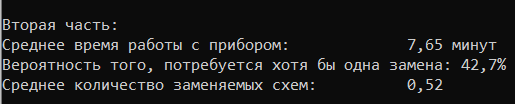 Вторая часть:
Среднее время работы с прибором: 7,65 минут
Вероятность того, потребуется хотя бы одна замена: 42,7%
Среднее количество заменяемых схем: 0,52